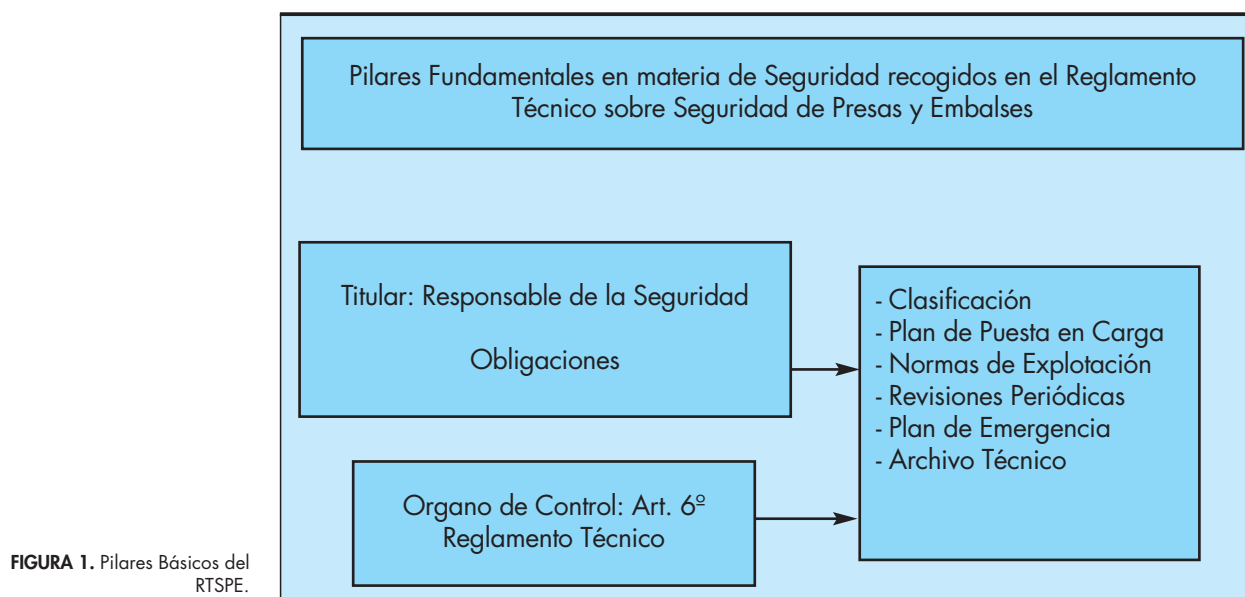 Pilares Fundamentales en materia de Seguridad recogidos en el Reglamento
Técnico sobre Seguridad de Presas y Embalses
Titular: Responsable de la Seguridad
Obligaciones
- Clasificación
- Plan de Puesta en Carga
- Normas de Explotación
- Revisiones Periódicas
- Plan de Emergencia
- Archivo Técnico
Organo de Control: Art. 6º
Reglamento Técnico
FIGURA 1. Pilares Básicos del
RTSPE.